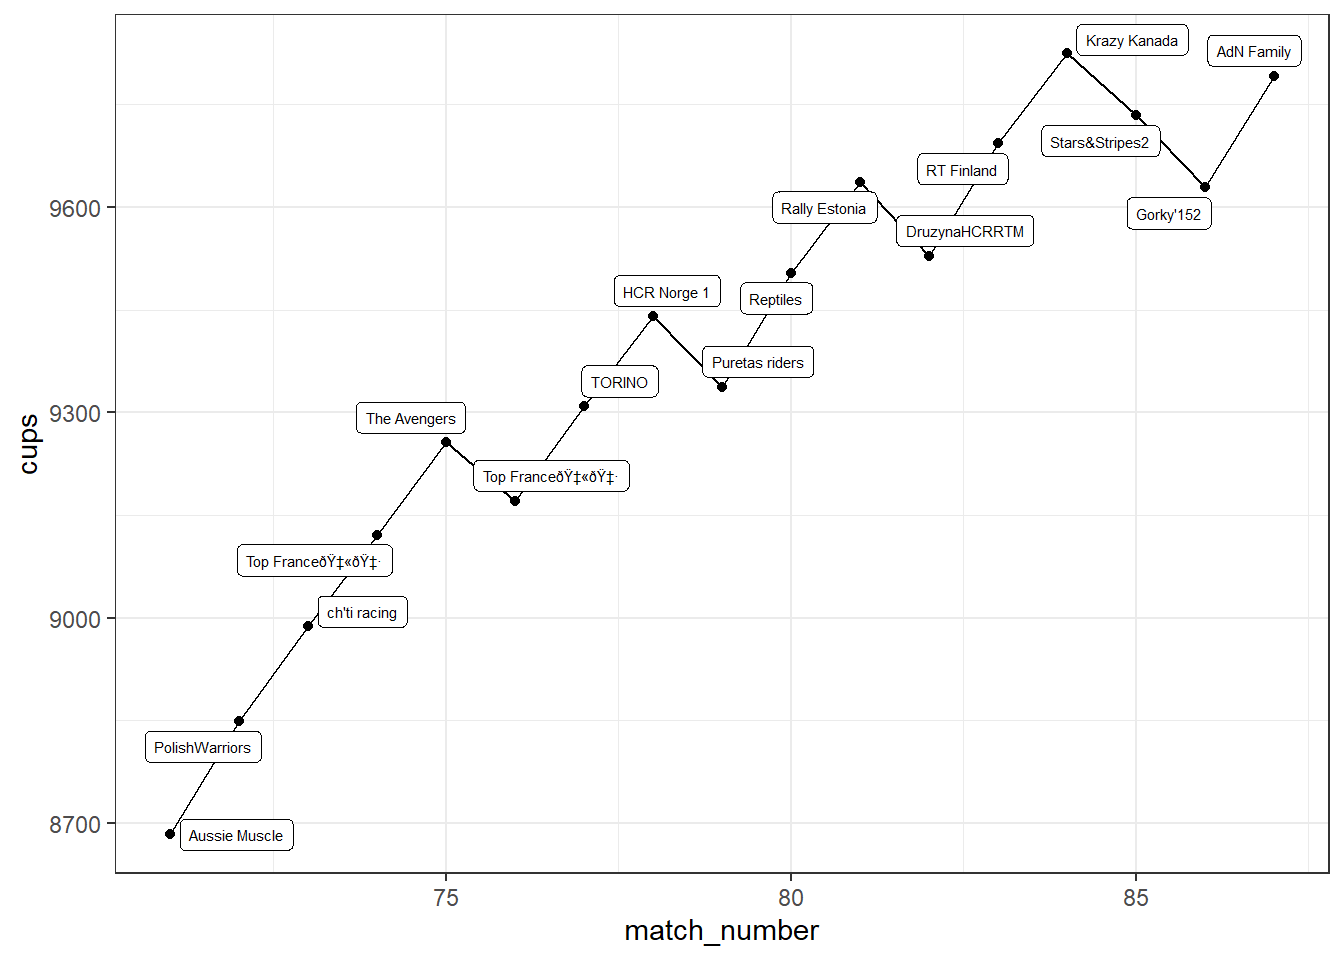 Krazy Kanada
AdN Family
Stars&Stripes2
RT Finland
9600
Rally Estonia
Gorky'152
DruzynaHCRRTM
HCR Norge 1
Reptiles
Puretas riders
TORINO
9300
The Avengers
cups
Top FranceðŸ‡«ðŸ‡·
Top FranceðŸ‡«ðŸ‡·
9000
ch'ti racing
PolishWarriors
8700
Aussie Muscle
75
80
85
match_number